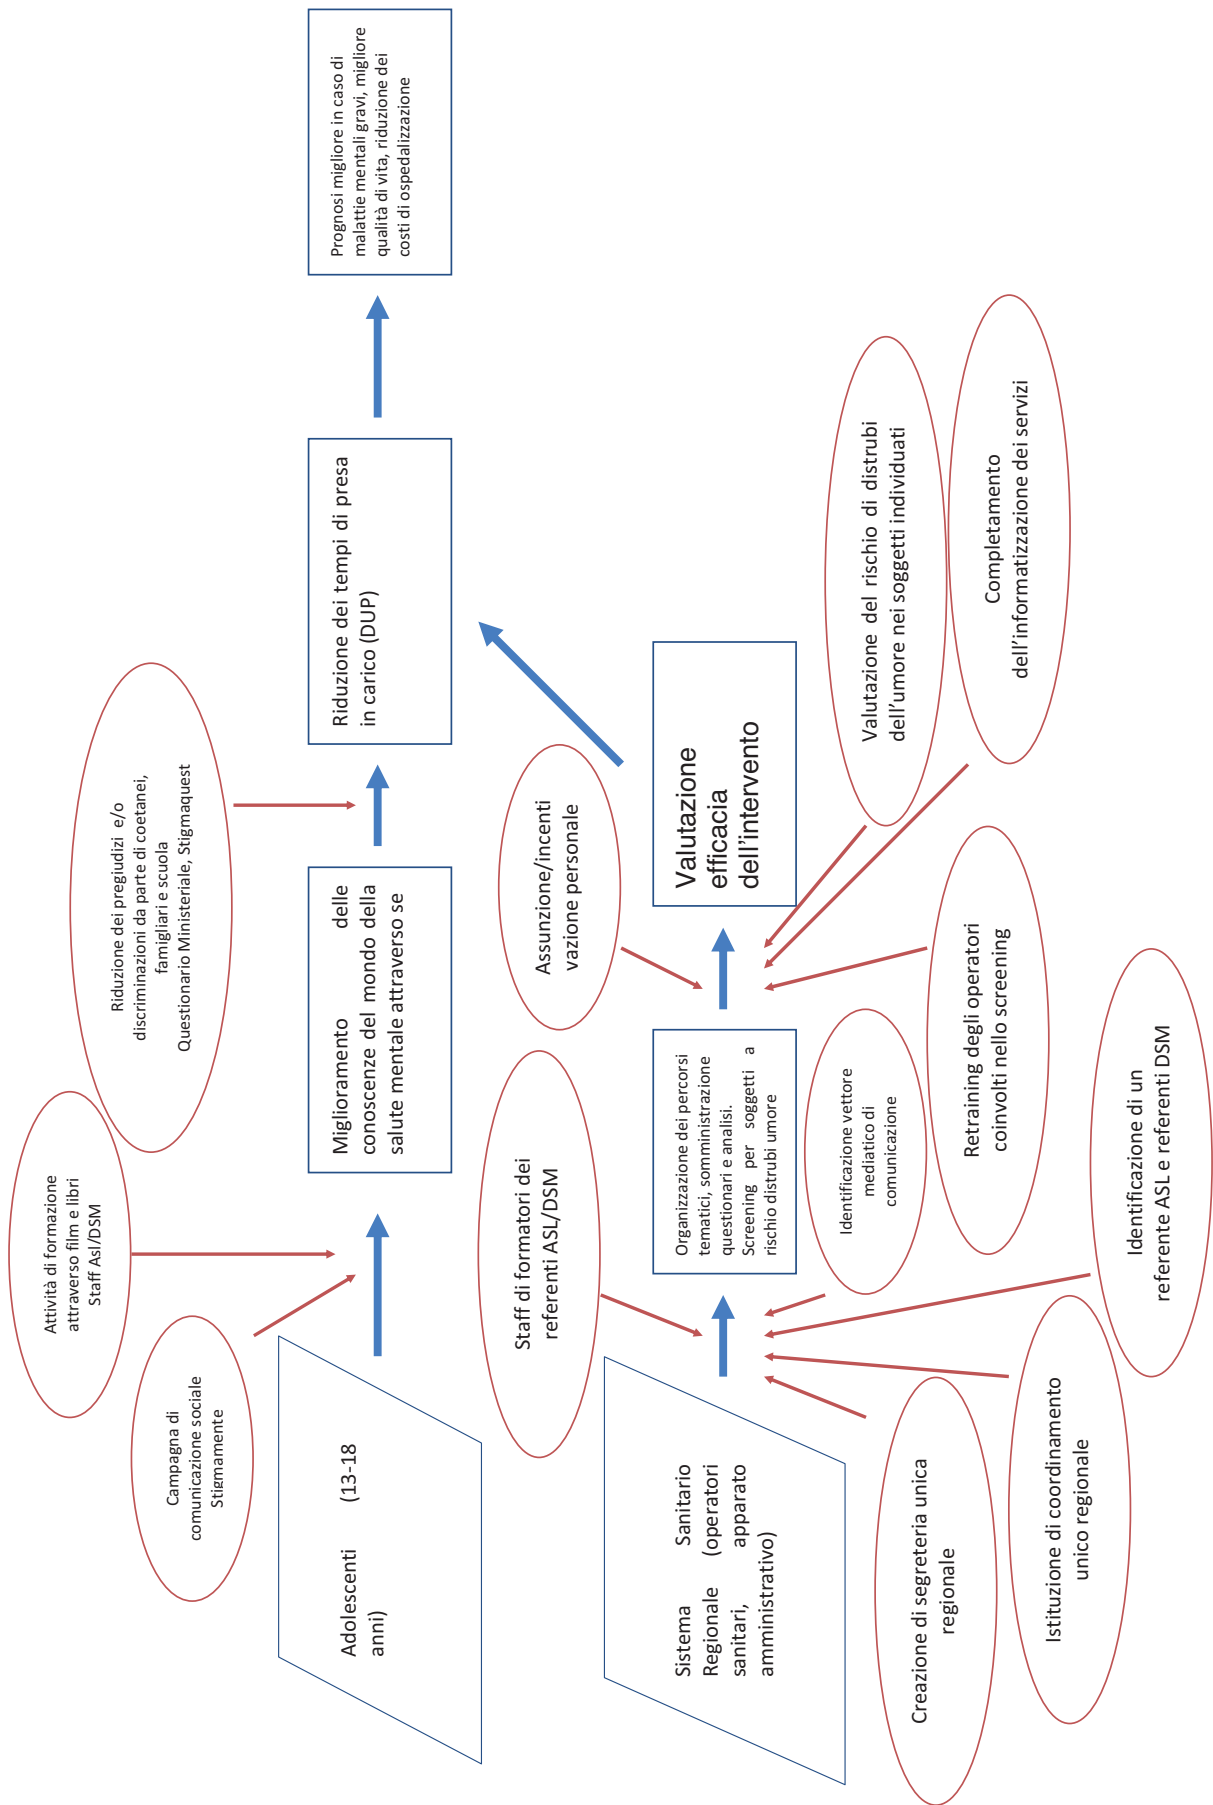 Attività di formazione
attraverso film e libri
Staff Asl/DSM
Riduzione dei pregiudizi e/o
discriminazioni da parte di coetanei,
famigliari e scuola
Questionario Ministeriale, Stigmaquest
Campagna di
comunicazione sociale
Stigmamente
Adolescenti (13-18
anni)
Miglioramento delle
conoscenze del mondo della
salute mentale attraverso se
Riduzione dei tempi di presa
in carico (DUP)
Prognosi migliore in caso di
malattie mentali gravi, migliore
qualità di vita, riduzione dei
costi di ospedalizzazione
Staff di formatori dei
referenti ASL/DSM
Assunzione/incenti
vazione personale
Sistema Sanitario
Regionale (operatori
sanitari, apparato
amministrativo)
Organizzazione dei percorsi
tematici, somministrazione
questionari e analisi.
Screening per soggetti a
rischio distrubi umore
Valutazione
efficacia
dell'intervento
Identificazione vettore
mediatico di
comunicazione
Valutazione del rischio di distrubi
dell'umore nei soggetti individuati
Creazione di segreteria unica
regionale
Retraining degli operatori
coinvolti nello screening
Completamento
dell'informatizzazione dei servizi
Istituzione di coordinamento
unico regionale
Identificazione di un
referente ASL e referenti DSM